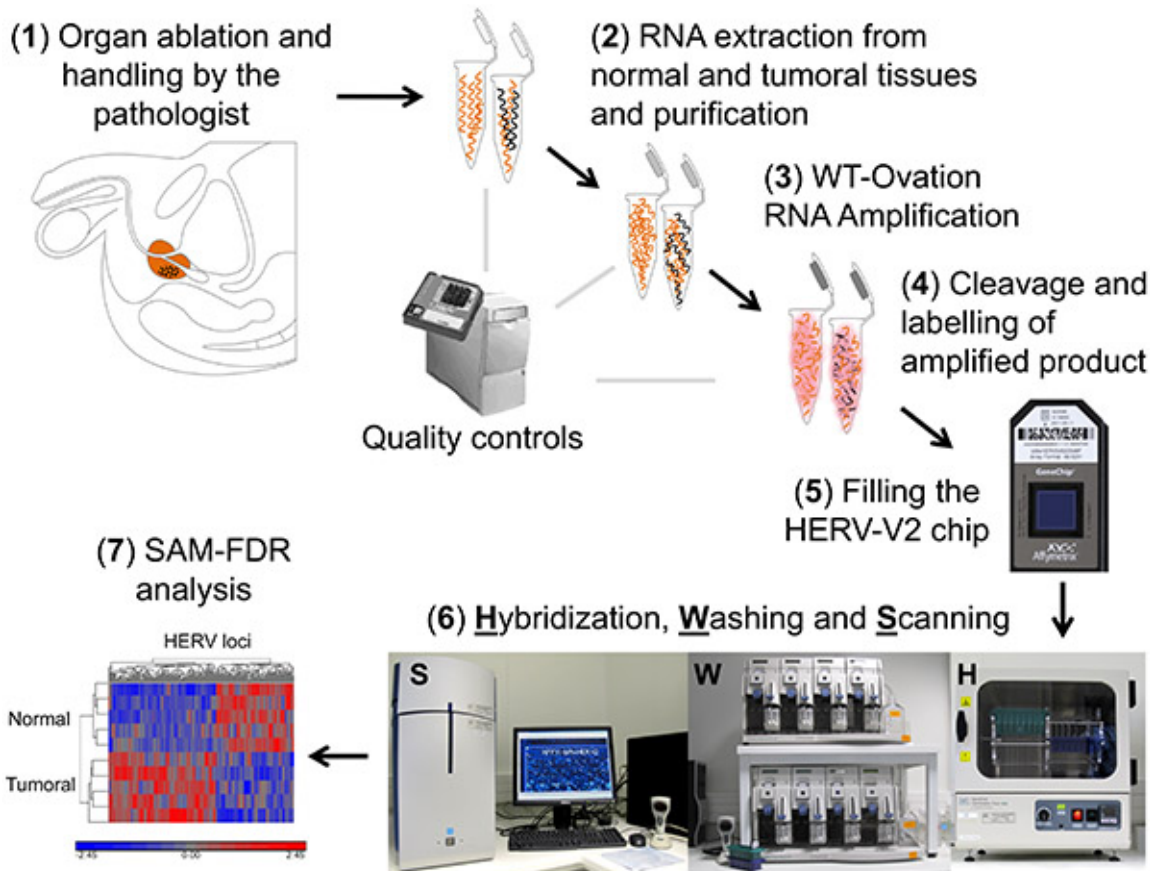 (1) Organ ablation and
handling by the
pathologist
(2) RNA extraction from
normal and tumoral tissues
and purification
(3) WT-Ovation
RNA Amplification
(4) Cleavage and
labelling of
amplified product
Quality controls
(5) Filling the
HERV-V2 chip
GeneChip
Affymetrix
(6) Hybridization, Washing and Scanning
S
W
H
(7) SAM-FDR
analysis
HERV loci
Normal
Tumoral
-2.45 0.00 2.45